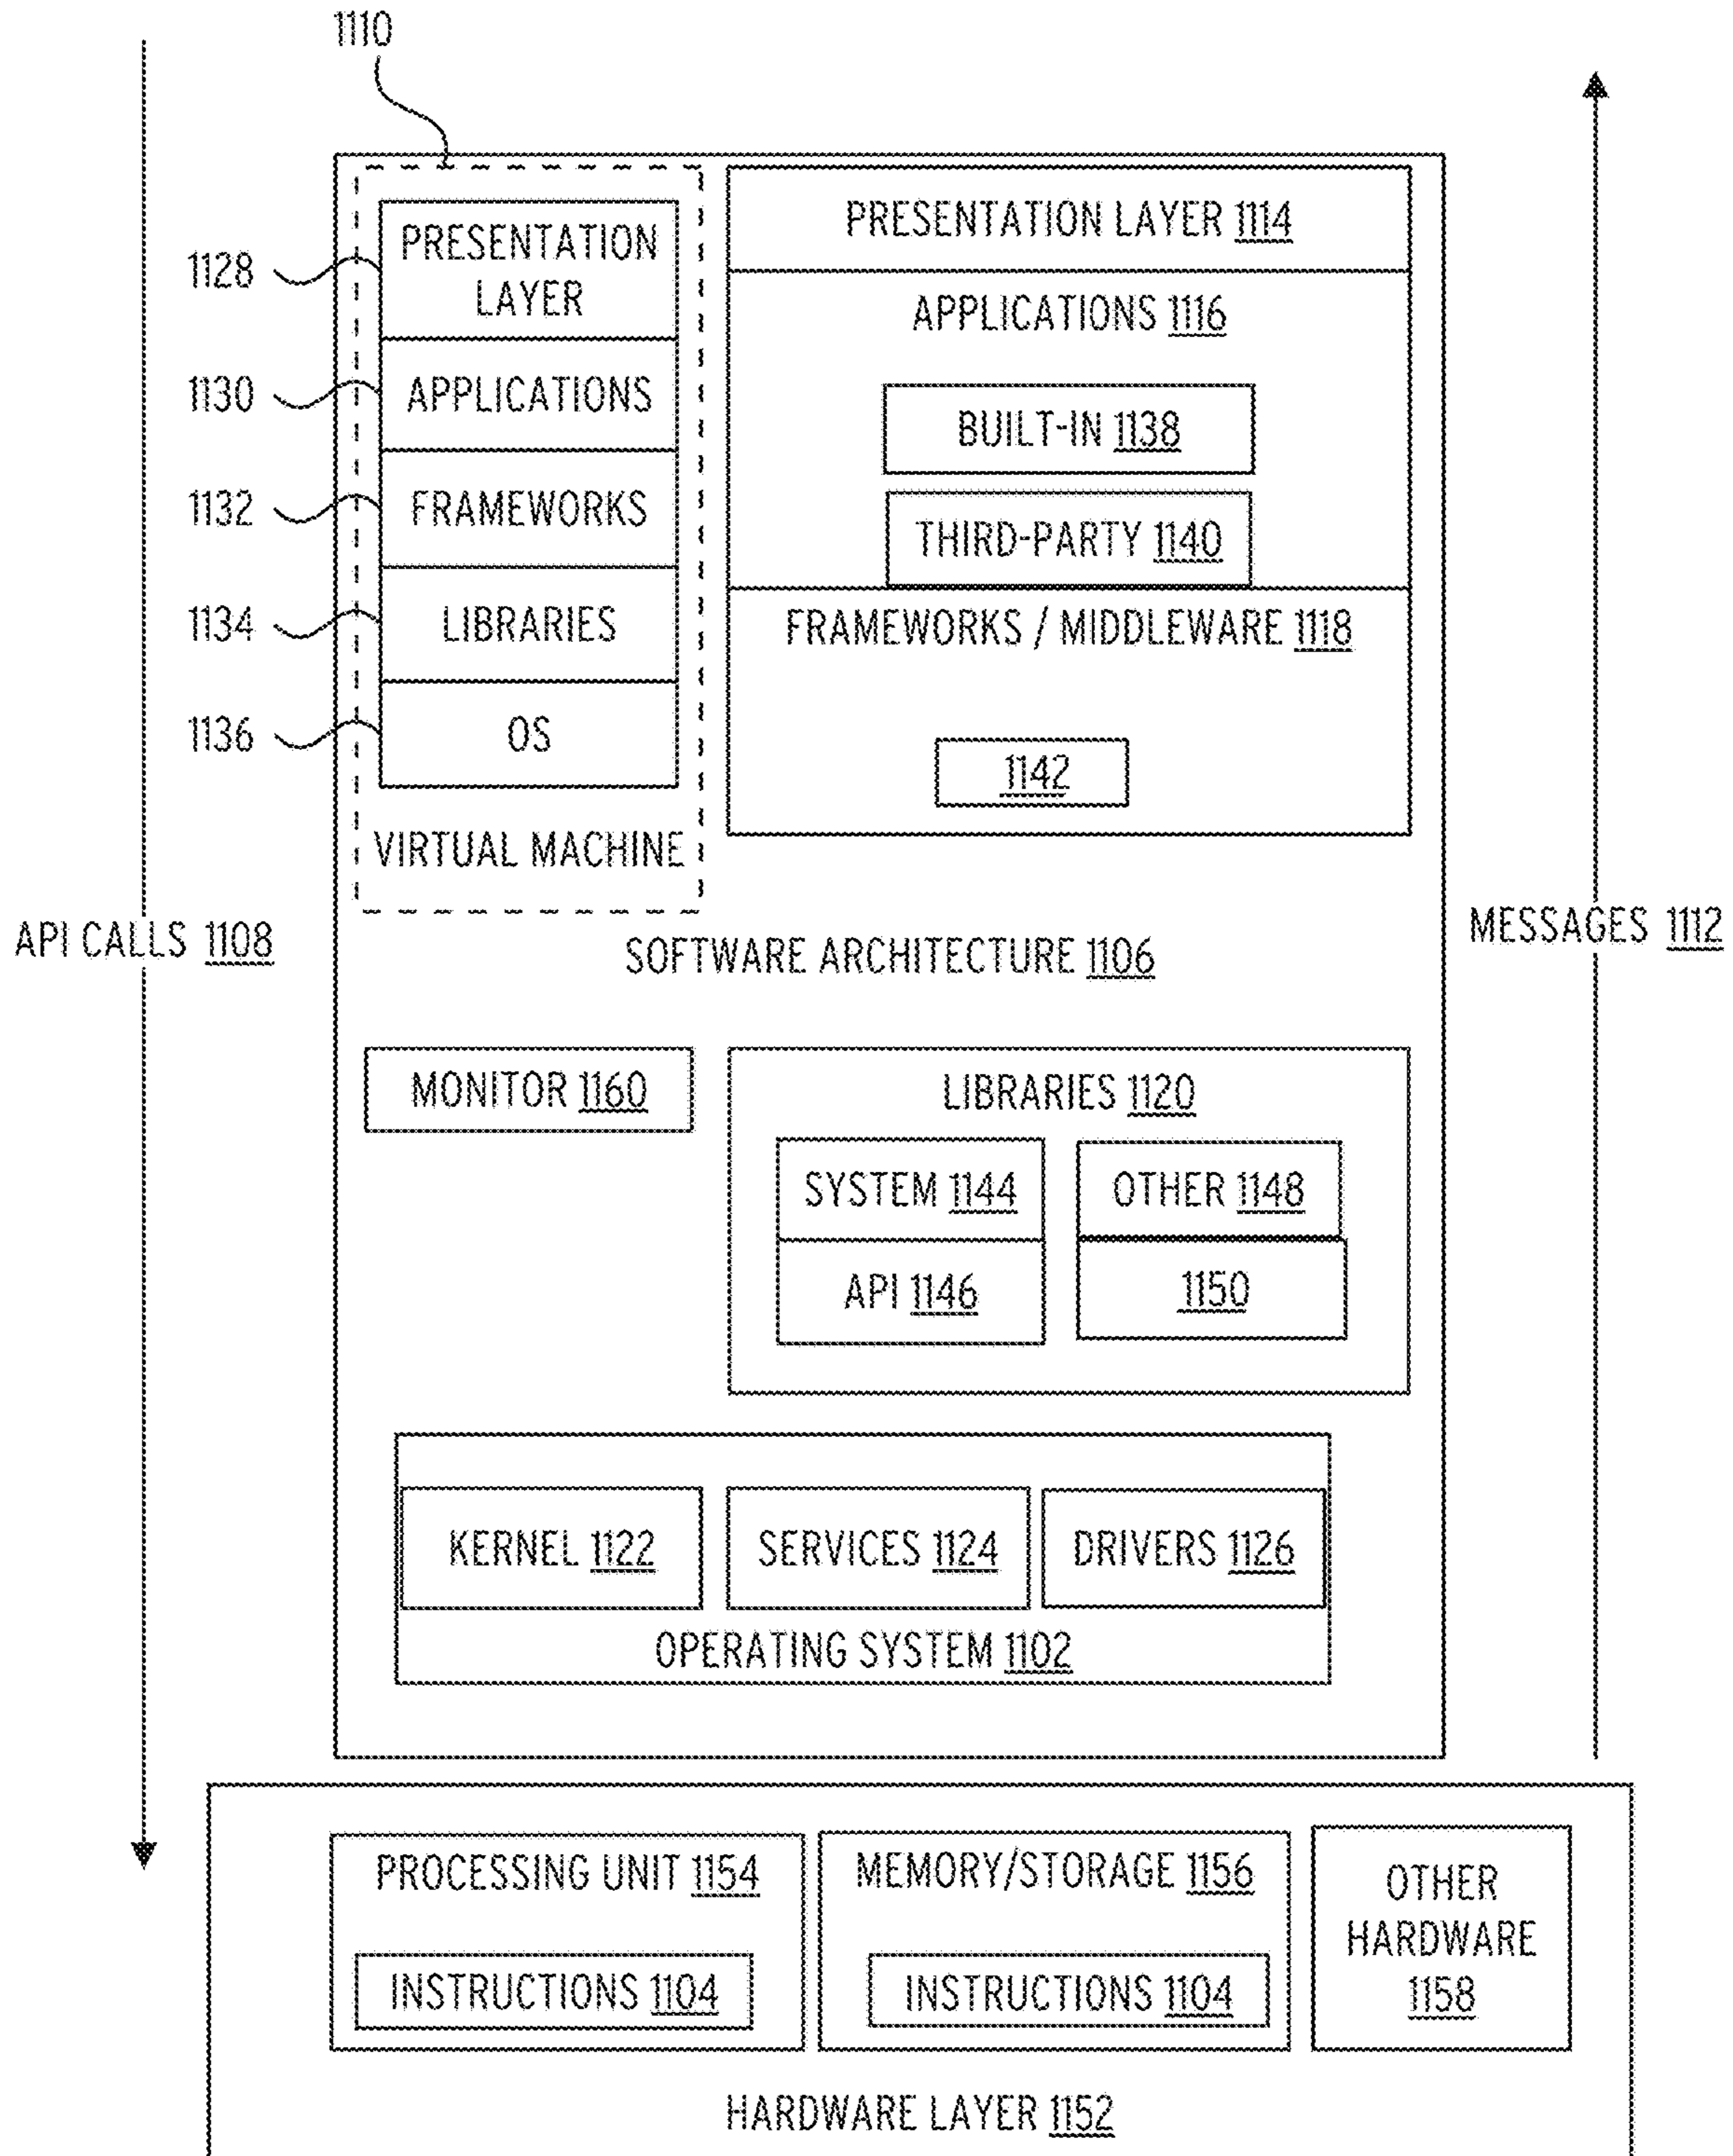 1110
1128
PRESENTATION
LAYER
1130
APPLICATIONS
1132
FRAMEWORKS
1134
LIBRARIES
1136
OS
VIRTUAL MACHINE
PRESENTATION LAYER 1114
APPLICATIONS 1116
BUILT-IN 1138
THIRD-PARTY 1140
FRAMEWORKS / MIDDLEWARE 1118
1142
API CALLS 1108
SOFTWARE ARCHITECTURE 1106
MESSAGES 1112
MONITOR 1160
LIBRARIES 1120
SYSTEM 1144
OTHER 1148
API 1146
1150
KERNEL 1122
SERVICES 1124
DRIVERS 1126
OPERATING SYSTEM 1102
PROCESSING UNIT 1154
INSTRUCTIONS 1104
MEMORY/STORAGE 1156
INSTRUCTIONS 1104
OTHER
HARDWARE
1158
HARDWARE LAYER 1152